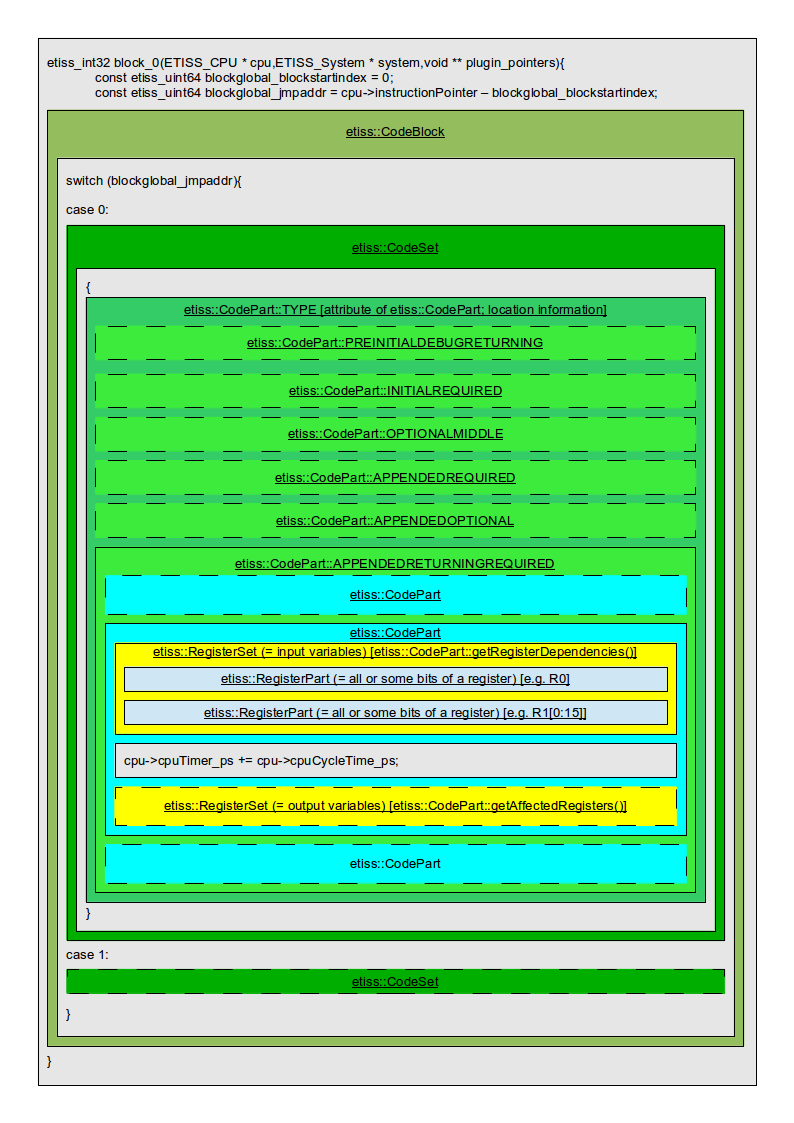 etiss_int32 block_0(ETISS_CPU * cpu,ETISS_System * system,void ** plugin_pointers){
const etiss_uint64 blockglobal_blockstartindex = 0;
const etiss_uint64 blockglobal_jmpaddr = cpu->instructionPointer – blockglobal_blockstartindex;
etiss::CodeBlock
switch (blockglobal_jmpaddr){
case 0:
etiss::CodeSet
{
etiss::CodePart::TYPE [attribute of etiss::CodePart; location information]
etiss::CodePart::PREINITIALDEBUGRETURNING
etiss::CodePart::INITIALREQUIRED
etiss::CodePart::OPTIONALMIDDLE
etiss::CodePart::APPENDEDREQUIRED
etiss::CodePart::APPENDEDOPTIONAL
etiss::CodePart::APPENDEDRETURNINGREQUIRED
etiss::CodePart
etiss::CodePart
etiss::RegisterSet (= input variables) [etiss::CodePart::getRegisterDependencies()]
etiss::RegisterPart (= all or some bits of a register) [e.g. R0]
etiss::RegisterPart (= all or some bits of a register) [e.g. R1[0:15]]
cpu->cpuTimer_ps += cpu->cpuCycleTime_ps;
etiss::RegisterSet (= output variables) [etiss::CodePart::getAffectedRegisters()]
etiss::CodePart
}
case 1:
etiss::CodeSet
}
}